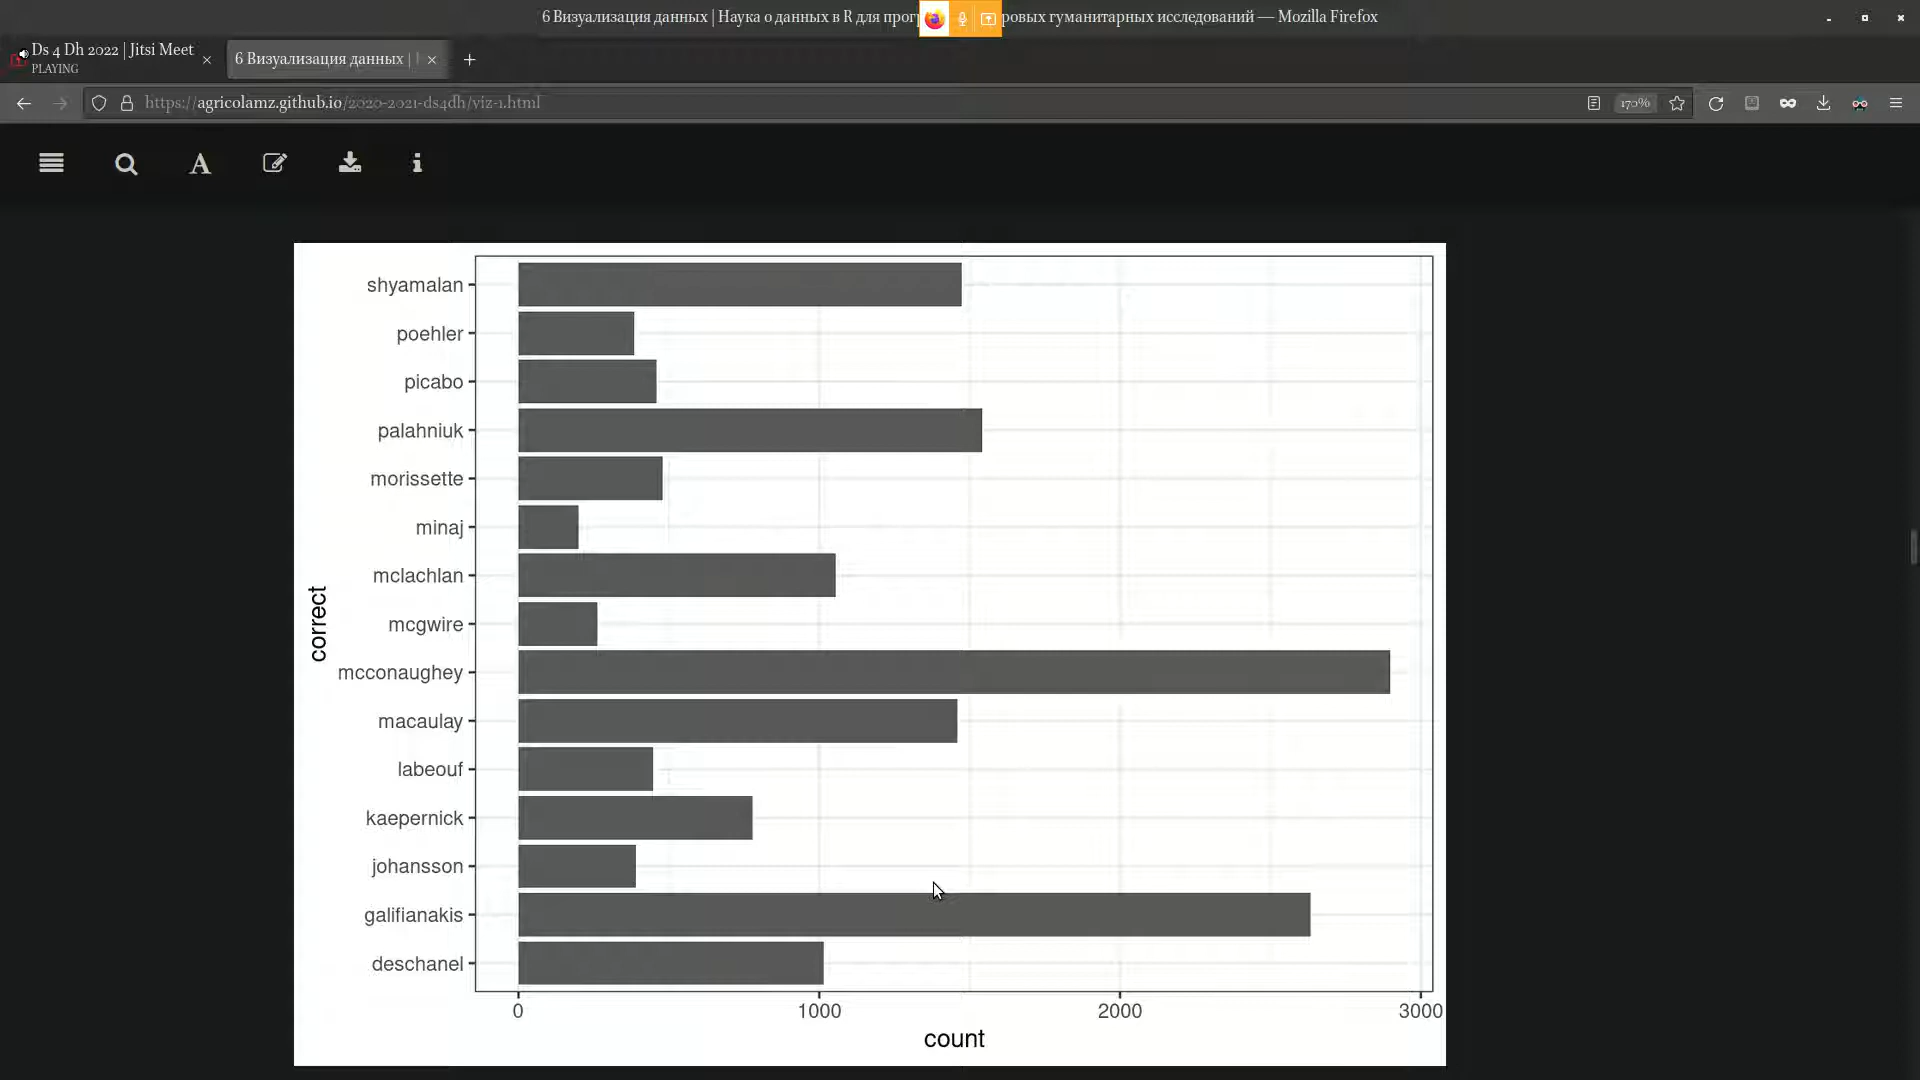 6 Визуализация данных | Наука о данных в R для прог
ровых гуманитарных исследований — Mozilla Firefox
Ds 4 Dh 2022 | Jitsi Meet
PLAYING
6 Визуализация данных |
https://agricolamz.github.io/2020-2021-ds4dh/viz-1.html
170%
shyamalan
poehler
picabo
palahniuk
morissette
minaj
mclachlan
mcgwire
mcconaughey
macaulay
labeouf
kaepernick
johansson
galifianakis
deschanel
correct
0 1000 2000 3000
count